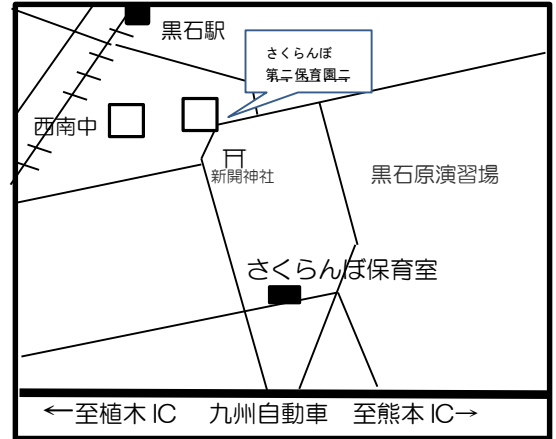 黒石駅
さくらんぼ
第二保育園二
西南中
新開神社
黒石原演習場
さくらんぼ保育室
←至植木 IC　九州自動車　至熊本 IC→